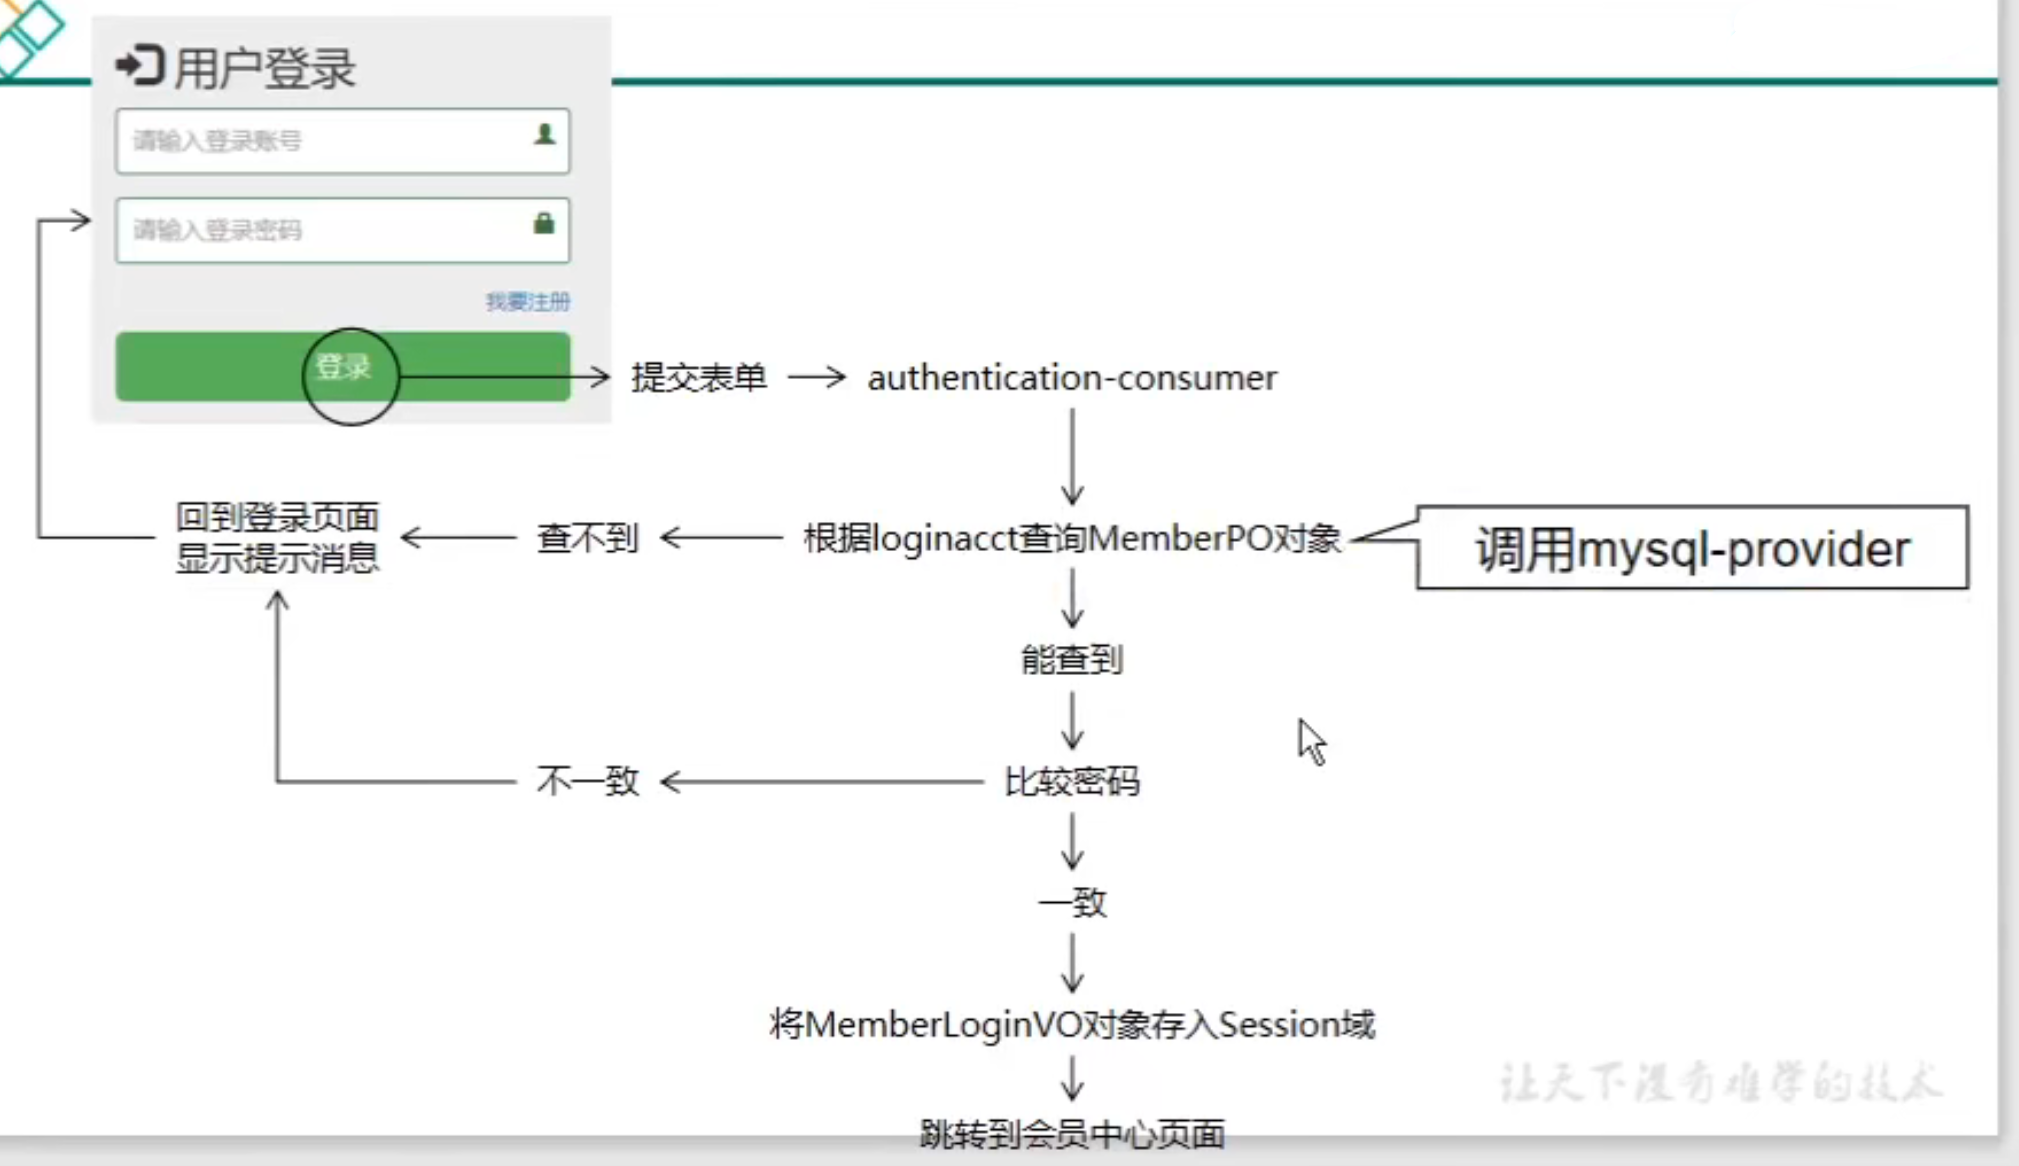 用户登录
请输入登录账号
请输入登录密码
我要注册
登录
提交表单
authentication-consumer
回到登录页面
显示提示消息
查不到
根据loginacct查询MemberPO对象
调用mysql-provider
能查到
不一致
比较密码
一致
将MemberLoginVO对象存入Session域
让天下没有难学的技术
跳转到会员中心页面